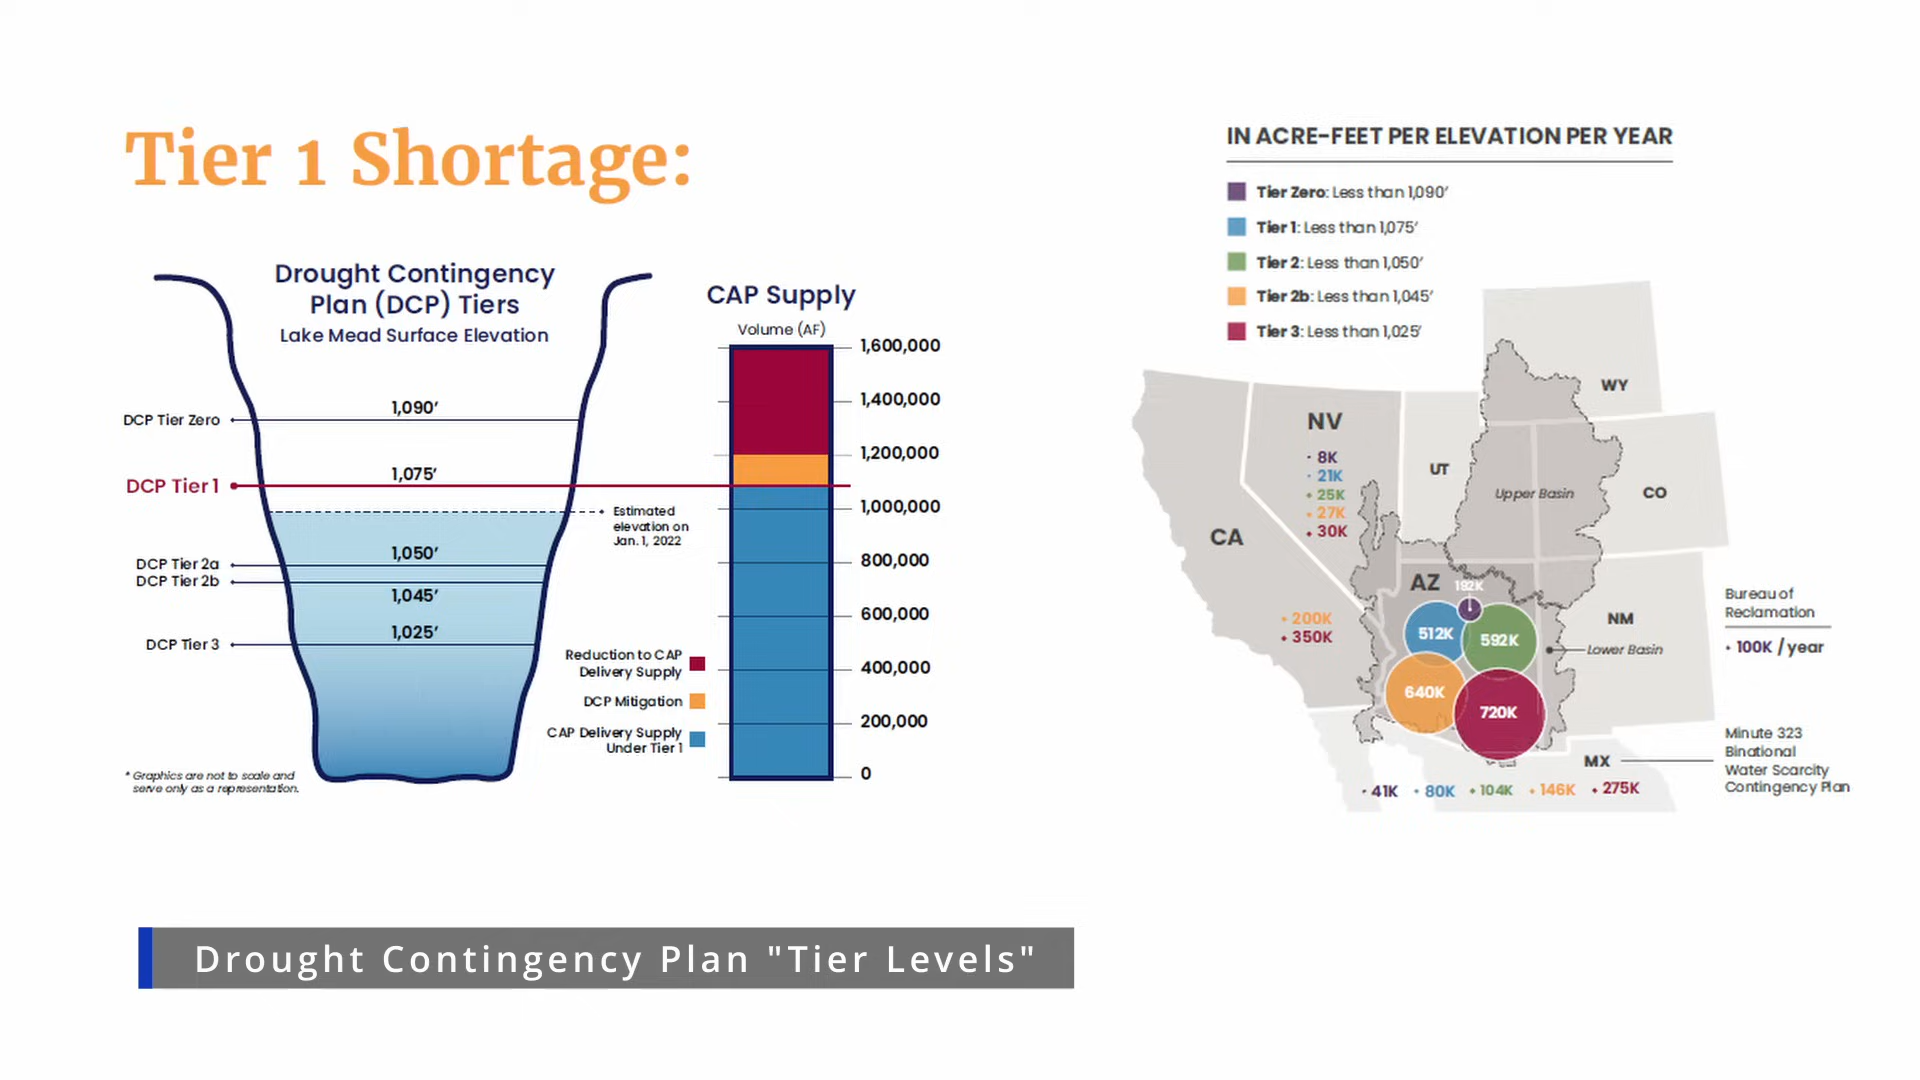 Tier 1 Shortage:
Drought Contingency
Plan (DCP) Tiers
Lake Mead Surface Elevation
DCP Tier Zero
1,090’
DCP Tier 1
1,075’
Estimated
elevation on
Jan. 1, 2022
DCP Tier 2a
1,050’
DCP Tier 2b
1,045’
DCP Tier 3
1,025’
* Graphics are not to scale and
serve only as a representation.
CAP Supply
Volume (AF)
1,600,000
1,400,000
1,200,000
1,000,000
800,000
600,000
400,000
200,000
0
Reduction to CAP
Delivery Supply
DCP Mitigation
CAP Delivery Supply
Under Tier 1
IN ACRE-FEET PER ELEVATION PER YEAR
Tier Zero: Less than 1,090’
Tier 1: Less than 1,075’
Tier 2: Less than 1,050’
Tier 2b: Less than 1,045’
Tier 3: Less than 1,025’
WY
NV
• 8K
• 21K
• 25K
• 27K
• 30K
UT
Upper Basin
CO
CA
• 200K
• 350K
AZ
192K
512K
592K
640K
720K
NM
Lower Basin
Bureau of
Reclamation
• 100K / year
MX
Minute 323
Binational
Water Scarcity
Contingency Plan
• 41K • 80K • 104K • 146K • 275K
Drought Contingency Plan "Tier Levels"